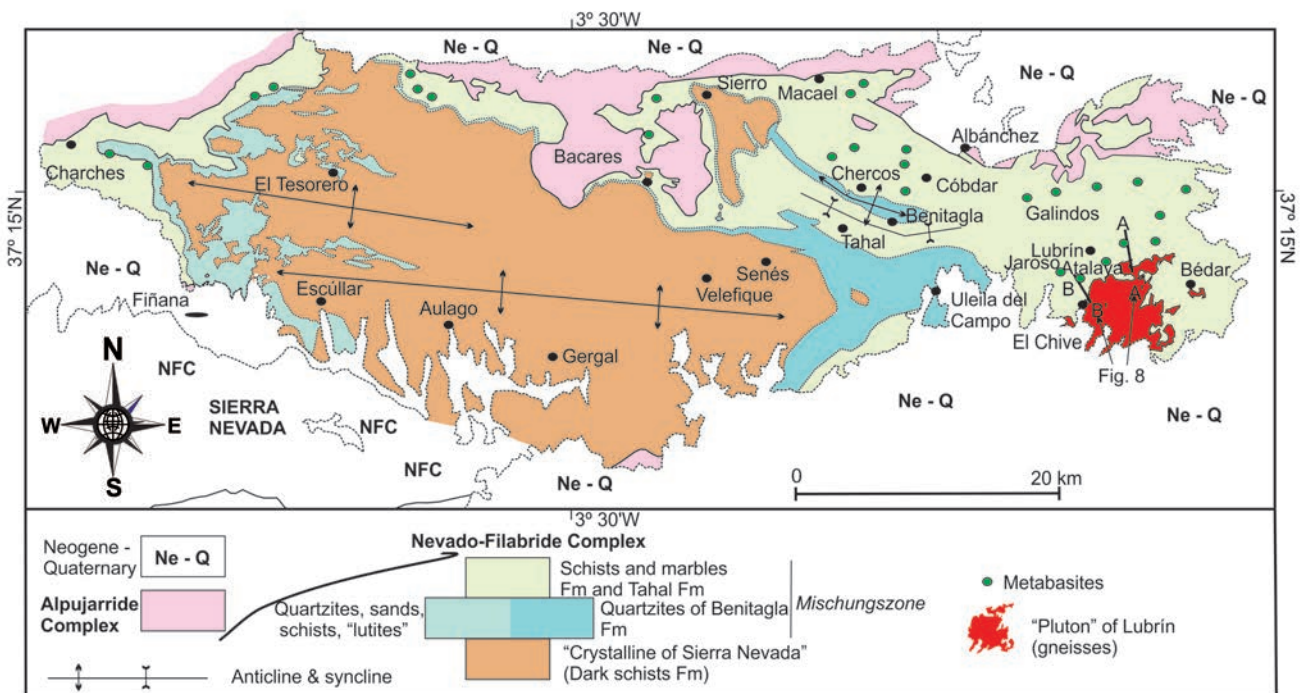 3º 30'W
Ne - Q
Ne - Q
Ne - Q
Ne - Q
Sierro
Macael
Albánchez
Charches
El Tesorero
Bacares
Chercos
Cóbdar
Benitagla
Galindos
37º 15'N
37º 15'N
Tahal
A
Lubrín
Jaroso
Atalaya
Bédar
B
A'
B'
Ne - Q
Fiñana
Escúllar
Aulago
Senés
Velefique
Uleila del
Campo
El Chive
Gergal
Fig. 8
N
W
E
S
NFC
SIERRA
NEVADA
NFC
NFC
Ne - Q
Ne - Q
Ne - Q
0
20 km
3º 30'W
Neogene -
Quaternary
Ne - Q
Alpujarride
Complex
Anticline & syncline
Nevado-Filabride Complex
Schists and marbles
Fm and Tahal Fm
Quartzites, sands,
schists, "lutites"
Quartzites of Benitagla
Fm
Mischungszone
"Crystalline of Sierra Nevada"
(Dark schists Fm)
Metabasites
"Pluton" of Lubrín
(gneisses)